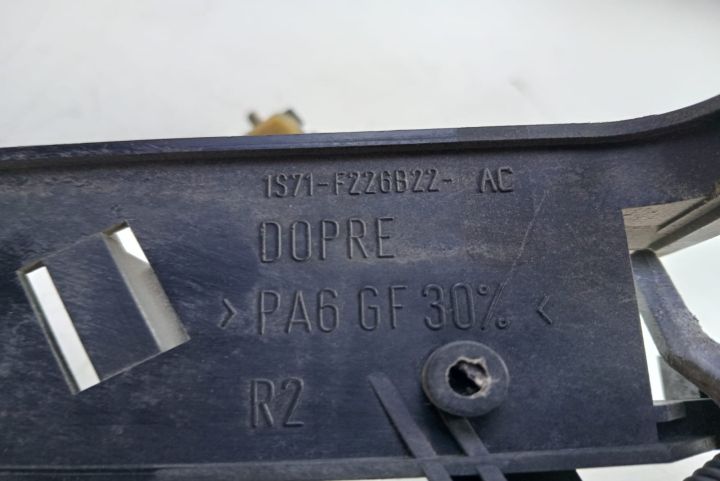 1S71-F226B22- AC
DOPRE
>PA6 GF 30%<
R2